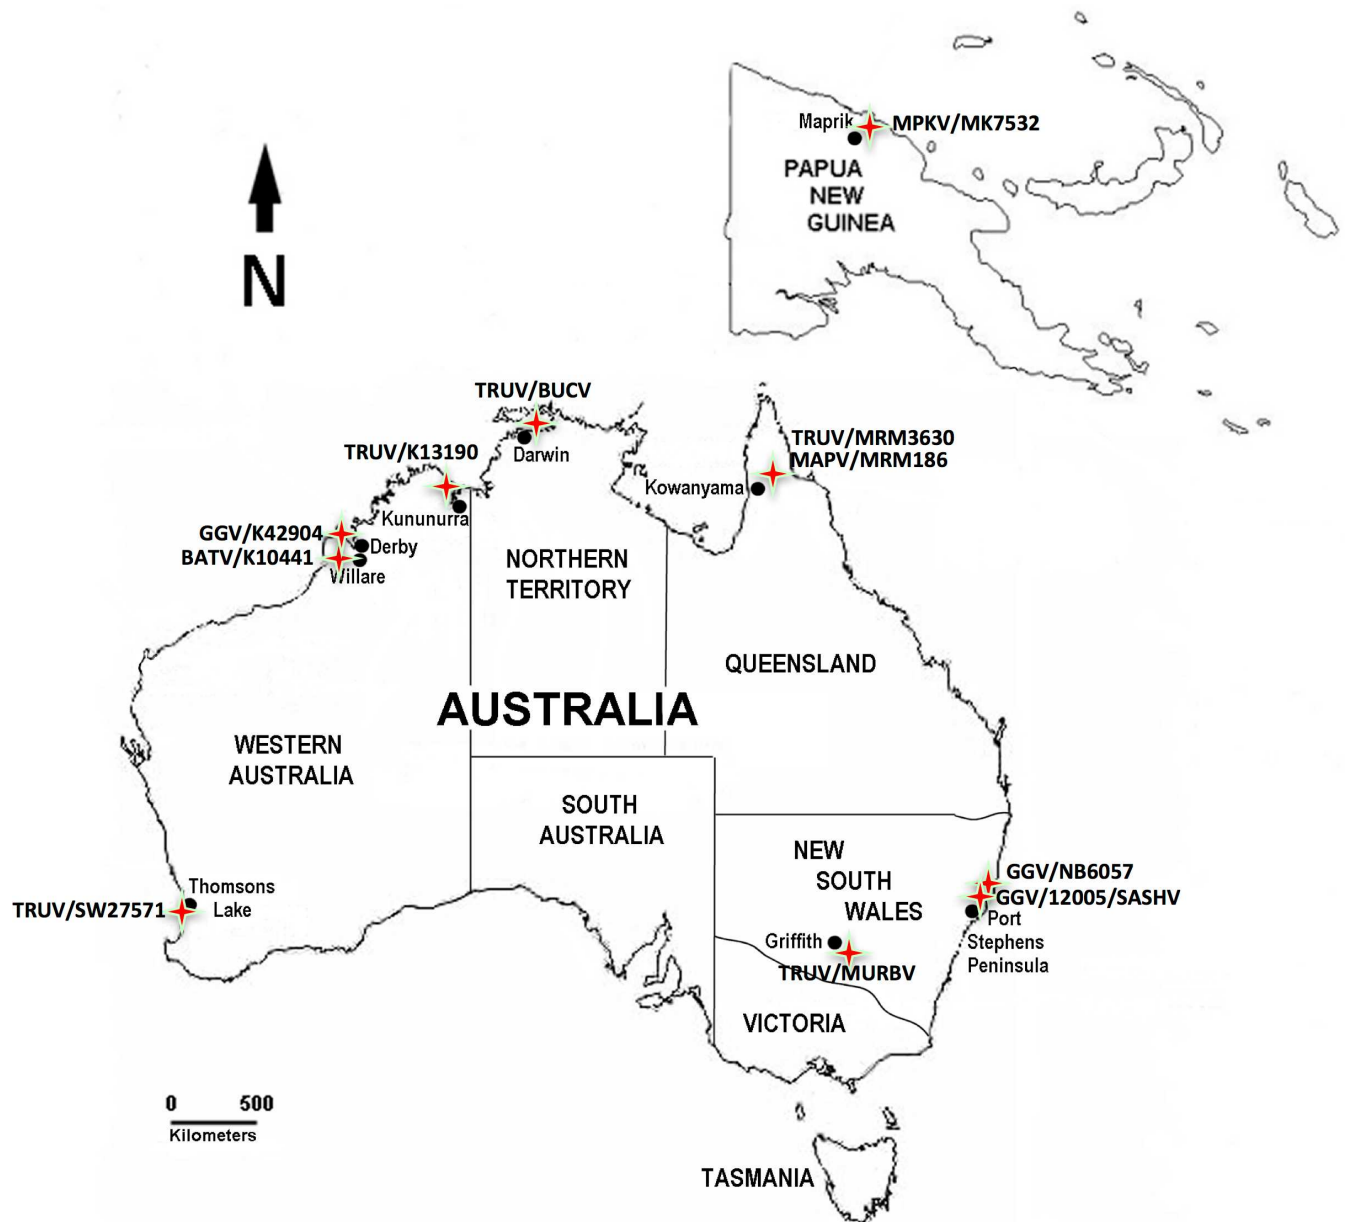 Maprik
MPKV/MK7532
PAPUA
NEW
GUINEA
N
TRUV/BUCV
Darwin
TRUV/K13190
Kununurra
TRUV/MRM3630
MAPV/MRM186
Kowanyama
GGV/K42904
Derby
BATV/K10441
Willare
NORTHERN
TERRITORY
QUEENSLAND
AUSTRALIA
WESTERN
AUSTRALIA
SOUTH
AUSTRALIA
NEW
SOUTH
WALES
GGV/NB6057
GGV/12005/SASHV
Port
Stephens
Peninsula
Thomsons
Lake
TRUV/SW27571
Griffith
TRUV/MURBV
VICTORIA
0 500
Kilometers
TASMANIA